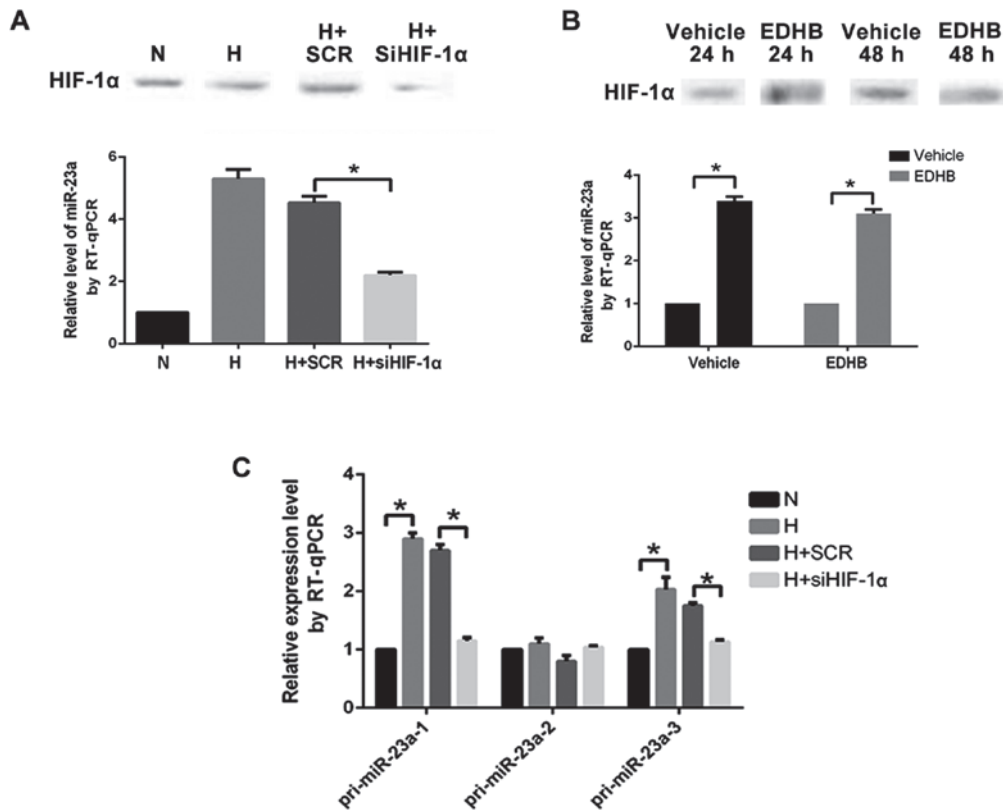 A
N
H
H+
SCR
H+
SiHIF-1α
HIF-1α
Relative level of miR-23a
by RT-qPCR
6
4
2
0
*
N
H
H+SCR
H+siHIF-1α
B
Vehicle
24 h
EDHB
24 h
Vehicle
48 h
EDHB
48 h
HIF-1α
Vehicle
EDHB
Relative level of miR-23a
by RT-qPCR
4
3
2
1
0
*
*
Vehicle
EDHB
C
Relative expression level
by RT-qPCR
4
3
2
1
0
*
*
*
*
N
H
H+SCR
H+siHIF-1α
pri-miR-23a-1
pri-miR-23a-2
pri-miR-23a-3